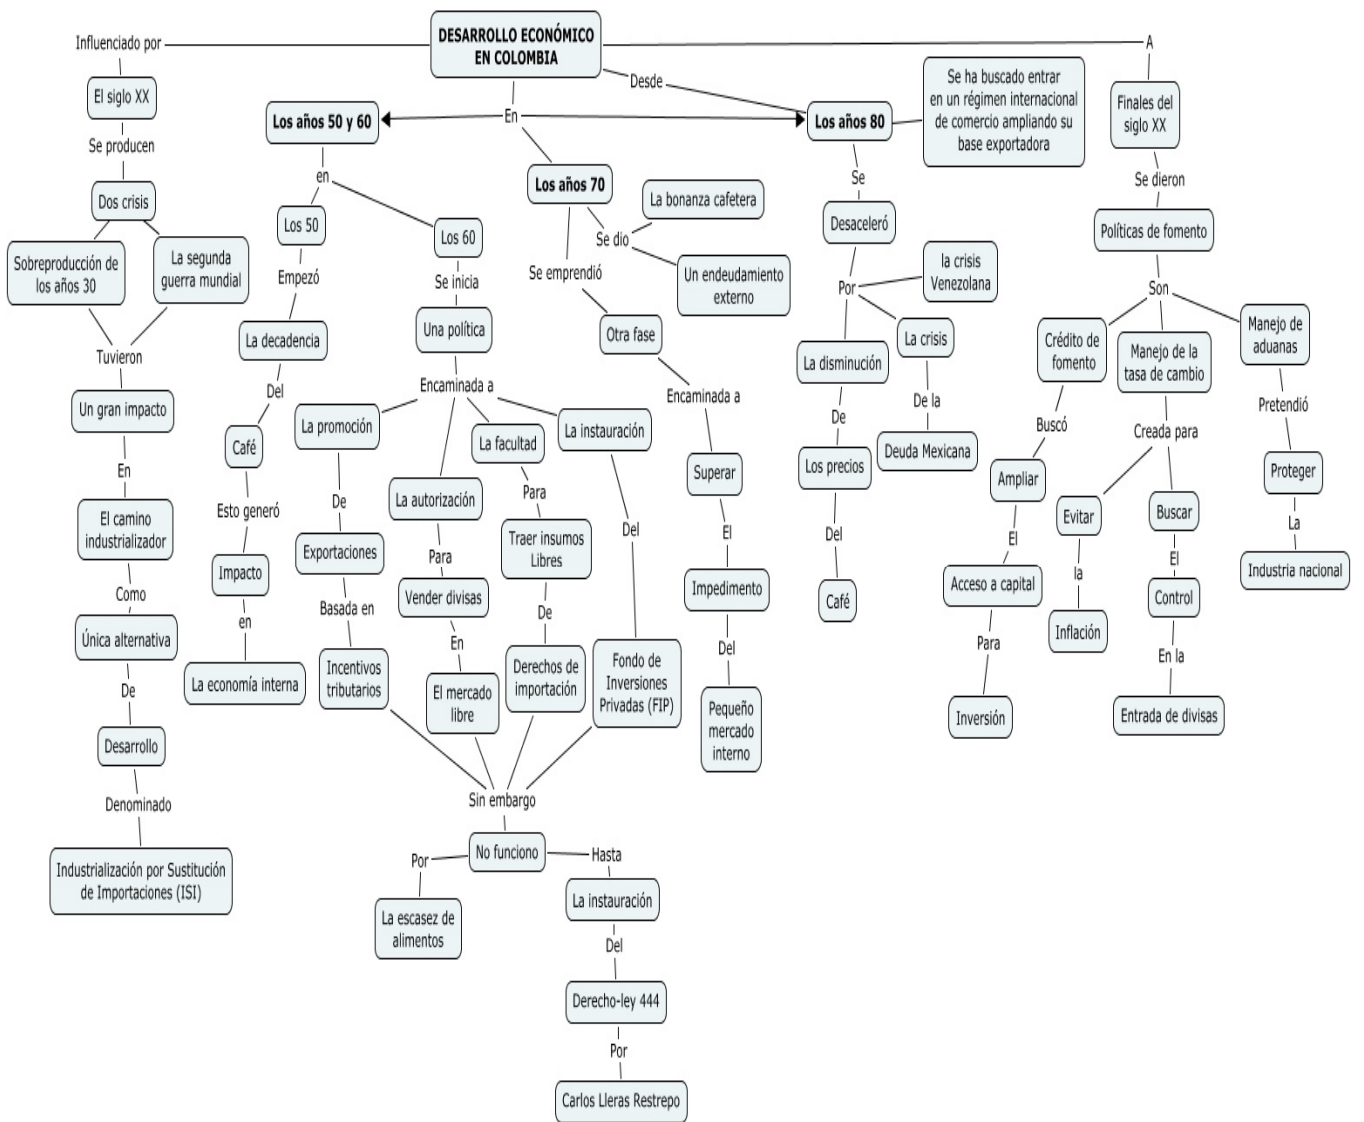 DESARROLLO ECONÓMICO
EN COLOMBIA
Influenciado por
El siglo XX
Se producen
Dos crisis
Sobreproducción de
los años 30
La segunda
guerra mundial
Tuvieron
Un gran impacto
En
El camino
industrializador
Como
Única alternativa
De
Desarrollo
Denominado
Industrialización por Sustitución
de Importaciones (ISI)
En
Los años 50 y 60
en
Los 50
Empezó
La decadencia
Del
Café
Esto generó
Impacto
en
La economía interna
Los 60
Se inicia
Una política
Encaminada a
La promoción
De
Exportaciones
Basada en
Incentivos
tributarios
La autorización
Para
Vender divisas
En
El mercado
libre
La facultad
Para
Traer insumos
Libres
De
Derechos de
importación
La instauración
Del
Fondo de
Inversiones
Privadas (FIP)
Sin embargo
No funciono
Por
La escasez de
alimentos
Hasta
La instauración
Del
Derecho-ley 444
Por
Carlos Lleras Restrepo
Los años 70
Se dio
La bonanza cafetera
Un endeudamiento
externo
Se emprendió
Otra fase
Encaminada a
Superar
El
Impedimento
Del
Pequeño
mercado
interno
Desde
Los años 80
Se ha buscado entrar
en un régimen internacional
de comercio ampliando su
base exportadora
Se
Desaceleró
Por
la crisis
Venezolana
La disminución
De
Los precios
Del
Café
La crisis
De la
Deuda Mexicana
A
Finales del
siglo XX
Se dieron
Políticas de fomento
Son
Crédito de
fomento
Buscó
Ampliar
El
Acceso a capital
Para
Inversión
Manejo de la
tasa de cambio
Creada para
Evitar
la
Inflación
Buscar
El
Control
En la
Entrada de divisas
Manejo de
aduanas
Pretendió
Proteger
La
Industria nacional